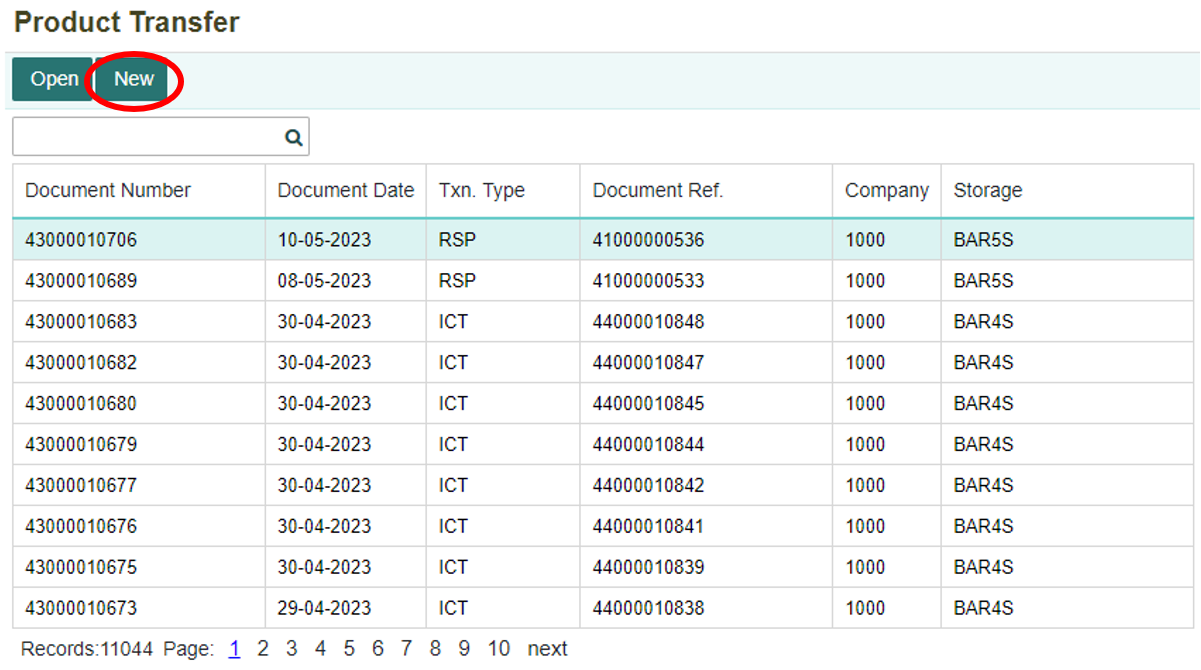 Product Transfer
Open New
Document Number Document Date Txn. Type Document Ref. Company Storage
43000010706 10-05-2023 RSP 41000000536 1000 BAR5S
43000010689 08-05-2023 RSP 41000000533 1000 BAR5S
43000010683 30-04-2023 ICT 44000010848 1000 BAR4S
43000010682 30-04-2023 ICT 44000010847 1000 BAR4S
43000010680 30-04-2023 ICT 44000010845 1000 BAR4S
43000010679 30-04-2023 ICT 44000010844 1000 BAR4S
43000010677 30-04-2023 ICT 44000010842 1000 BAR4S
43000010676 30-04-2023 ICT 44000010841 1000 BAR4S
43000010675 30-04-2023 ICT 44000010839 1000 BAR4S
43000010673 29-04-2023 ICT 44000010838 1000 BAR4S
Records:11044 Page: 1 2 3 4 5 6 7 8 9 10 next